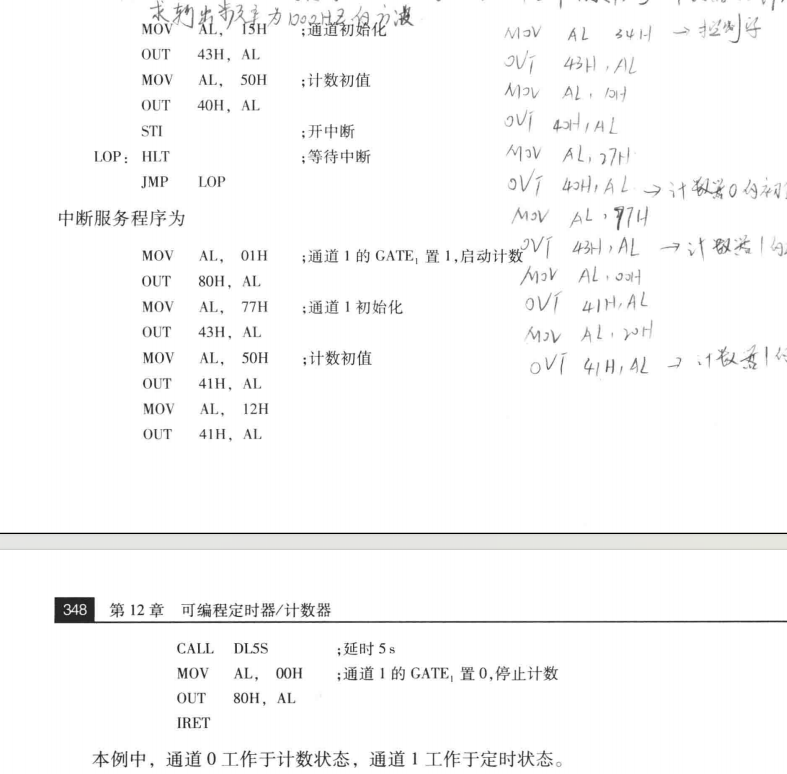 求输出频率为1000Hz的方波
MOV AL, 15H ;通道初始化
OUT 43H, AL
MOV AL, 50H ;计数初值
OUT 40H, AL
STI ;开中断
LOP: HLT ;等待中断
JMP LOP
中断服务程序为
MOV AL, 01H ;通道 1 的 GATE₁ 置 1,启动计数
OUT 80H, AL
MOV AL, 77H ;通道 1 初始化
OUT 43H, AL
MOV AL, 50H ;计数初值
OUT 41H, AL
MOV AL, 12H
OUT 41H, AL
MOV AL 34H → 控制字
OUT 43H, AL
MOV AL, 10H
OUT 40H, AL
MOV AL, 27H
OUT 40H, AL → 计数器0的初
MOV AL, 77H
OUT 43H, AL → 计数器1的
MOV AL, 00H
OUT 41H, AL
MOV AL, 20H
OUT 41H, AL → 计数器1
348 第 12 章 可编程定时器/计数器
CALL DL5S ;延时 5 s
MOV AL, 00H ;通道 1 的 GATE₁ 置 0,停止计数
OUT 80H, AL
IRET
本例中，通道 0 工作于计数状态，通道 1 工作于定时状态。